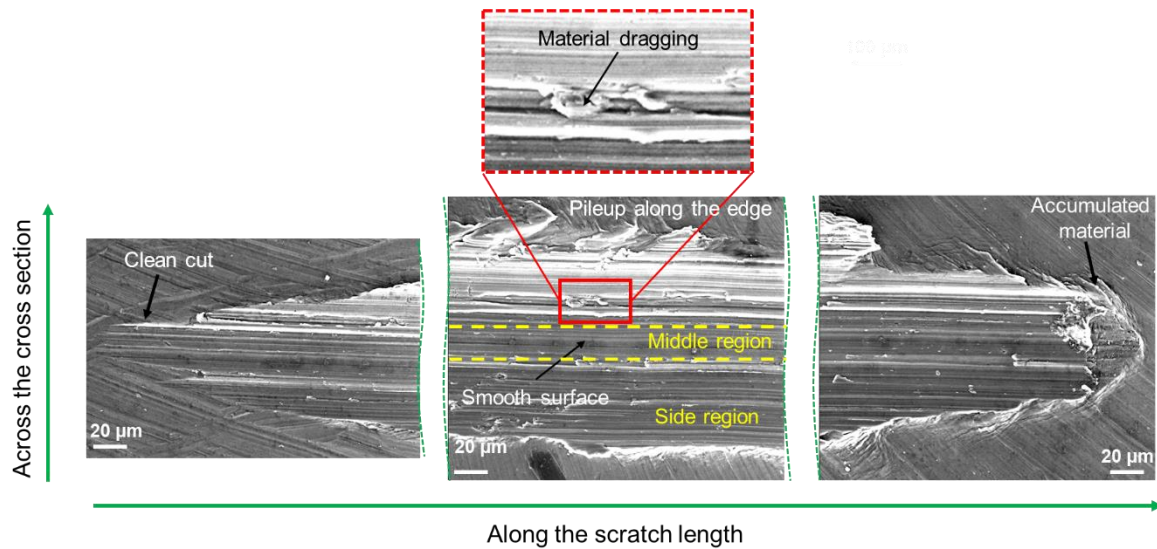 Material dragging
Pileup along the edge
Accumulated
material
Clean cut
Middle region
Smooth surface
Side region
20 μm
20 μm
20 μm
Across the cross section
Along the scratch length